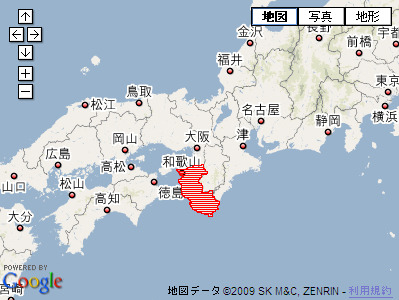 地図 写真 地形
金沢
長野
前橋
宇都
福井
東京
鳥取
松江
横浜
名古屋
静岡
岡山
大阪
津
広島
高松
和歌山
山口
松山
徳島
高知
大分
宮崎
POWERED BY
Google
地図データ ©2009 SK M&C, ZENRIN - 利用規約